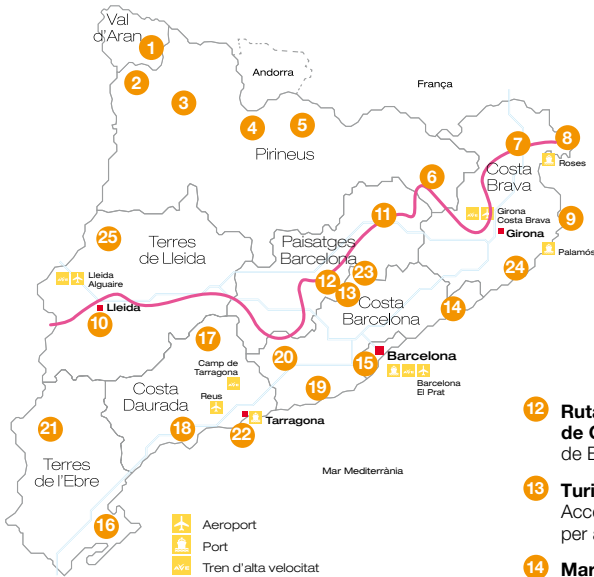 Val
d'Aran
1
2
3
Andorra
França
4
5
Pirineus
6
7
8
Costa
Brava
Roses
9
Girona
Costa Brava
Girona
Palamós
24
11
25
Terres
de Lleida
Paisatges
Barcelona
23
12
13
Costa
Barcelona
14
Lleida
Alguaire
Lleida
10
17
20
15
Barcelona
Barcelona
El Prat
Camp de
Tarragona
19
Costa
Daurada
Reus
Tarragona
18
22
21
Terres
de l'Ebre
16
Mar Mediterrània
Aeroport
Port
Tren d'alta velocitat
12 Ruta
de
de
13 Turi
Acc
per a
14 Mar